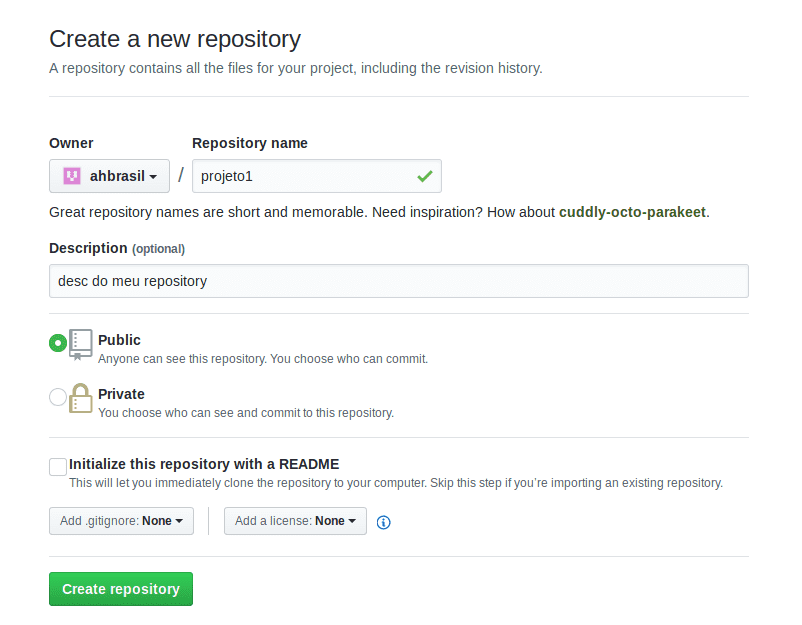 Create a new repository
A repository contains all the files for your project, including the revision history.
Owner
Repository name
ahbrasil / projeto1
Great repository names are short and memorable. Need inspiration? How about cuddly-octo-parakeet.
Description (optional)
desc do meu repository
Public
Anyone can see this repository. You choose who can commit.
Private
You choose who can see and commit to this repository.
Initialize this repository with a README
This will let you immediately clone the repository to your computer. Skip this step if you’re importing an existing repository.
Add .gitignore: None
Add a license: None
Create repository